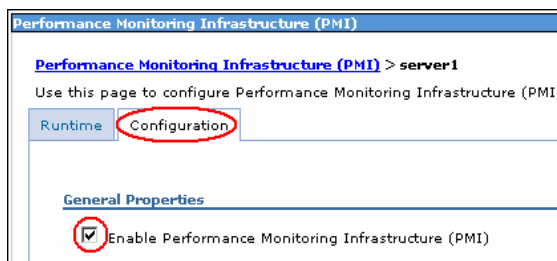 Performance Monitoring Infrastructure (PMI)
Performance Monitoring Infrastructure (PMI) > server1
Use this page to configure Performance Monitoring Infrastructure (PMI
Runtime Configuration
General Properties
Enable Performance Monitoring Infrastructure (PMI)